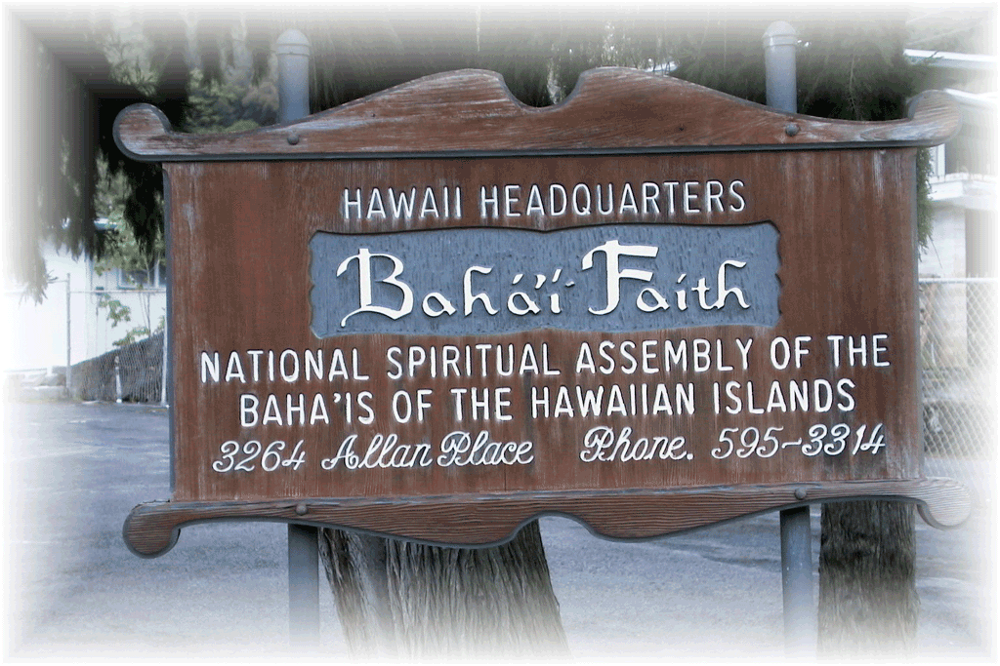 HAWAII HEADQUARTERS
Bahá'í Faith
NATIONAL SPIRITUAL ASSEMBLY OF THE
BAHA'IS OF THE HAWAIIAN ISLANDS
3264 Allan Place Phone. 595-3314